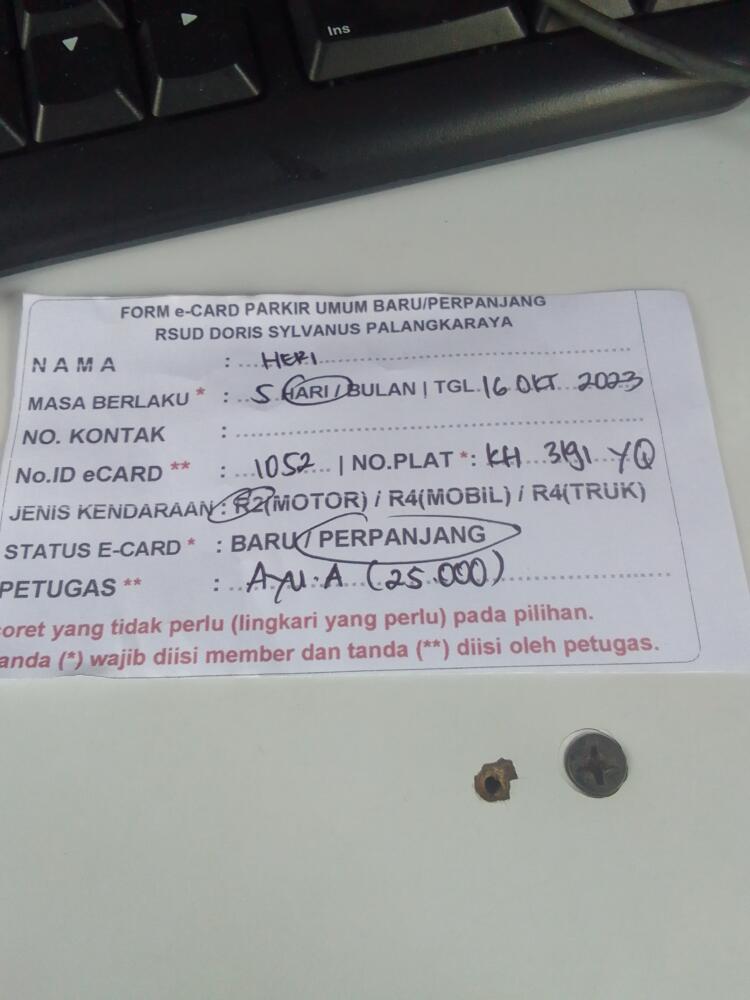 Ins
FORM e-CARD PARKIR UMUM BARU/PERPANJANG
RSUD DORIS SYLVANUS PALANGKARAYA
NAMA : HERI
MASA BERLAKU * : 5 HARI / BULAN | TGL. 16 OKT 2023
NO. KONTAK :
No.ID eCARD ** : 1052 | NO.PLAT *: KH 3191 YQ
JENIS KENDARAAN : R2(MOTOR) / R4(MOBiL) / R4(TRUK)
STATUS E-CARD * : BARU / PERPANJANG
PETUGAS ** : AYU.A (25.000)
oret yang tidak perlu (lingkari yang perlu) pada pilihan.
anda (*) wajib diisi member dan tanda (**) diisi oleh petugas.